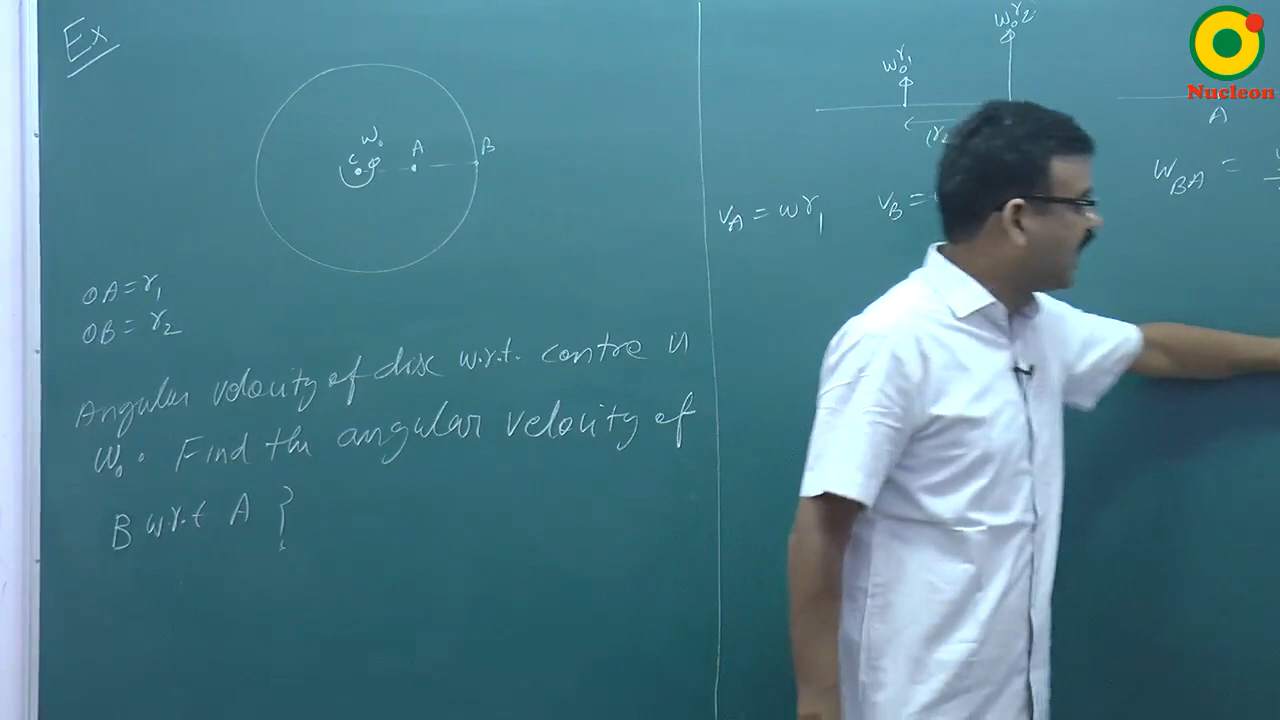 Ex
ω₀
C
A
B
OA = r₁
OB = r₂
Angular velocity of disc w.r.t. centre is
ω₀. Find the angular velocity of
B w.r.t A ?
ω₀r₁
ω₀r₂
(r₂
v_A = ωr₁
v_B =
A
ω_BA =
Nucleon